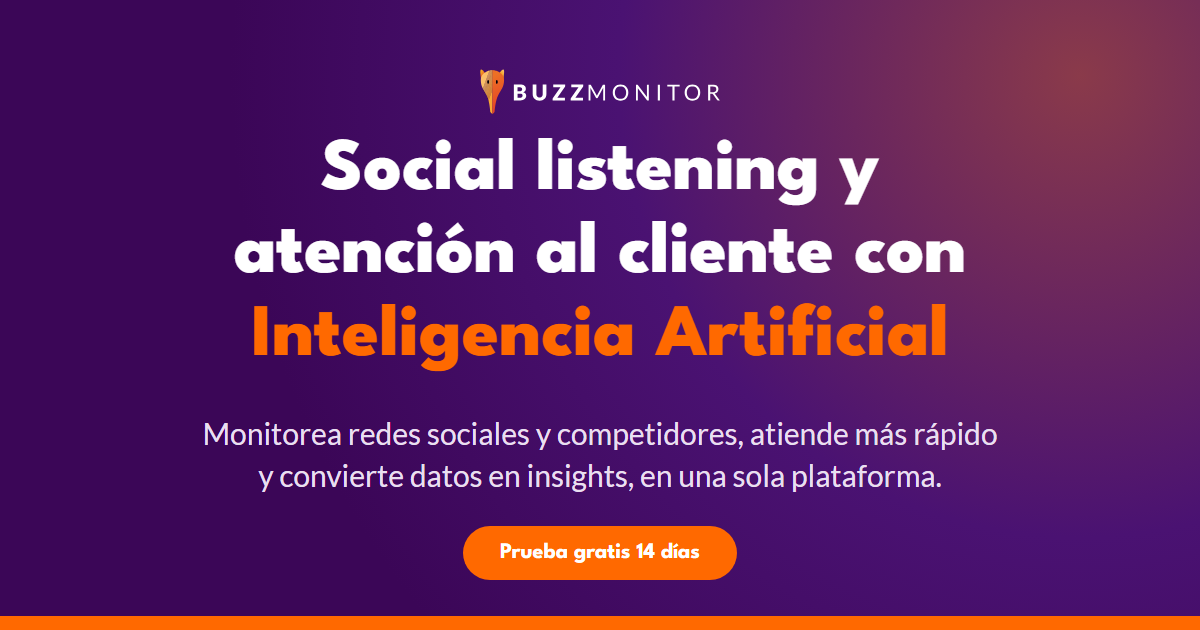 BUZZMONITOR
Social listening y
atención al cliente con
Inteligencia Artificial
Monitorea redes sociales y competidores, atiende más rápido
y convierte datos en insights, en una sola plataforma.
Prueba gratis 14 días